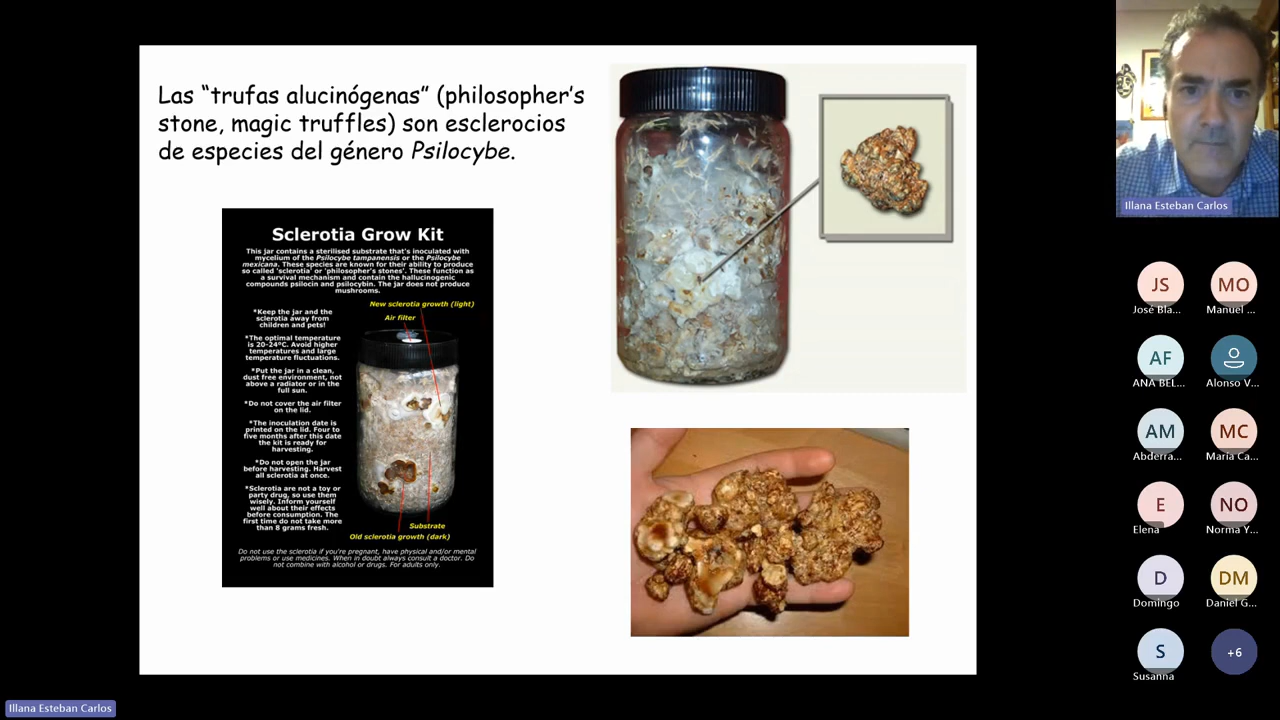 Las “trufas alucinógenas” (philosopher's
stone, magic truffles) son esclerocios
de especies del género Psilocybe.
Sclerotia Grow Kit
This jar contains a sterilised substrate that's inoculated with
mycelium of the Psilocybe tampanensis or the Psilocybe
mexicana. These species are known for their ability to produce
so called 'sclerotia' or 'philosopher's stones'. These function as
a survival mechanism and contain the hallucinogenic
compounds psilocin and psilocybin. The jar does not produce
mushrooms.
New sclerotia growth (light)
Air filter
*Keep the jar and the
sclerotia away from
children and pets!
*The optimal temperature
is 20-24ºC. Avoid higher
temperatures and large
temperature fluctuations.
*Put the jar in a clean,
dust free environment, not
above a radiator or in the
full sun.
*Do not cover the air filter
on the lid.
*The inoculation date is
printed on the lid. Four to
five months after this date
the kit is ready for
harvesting.
*Do not open the jar
before harvesting. Harvest
all sclerotia at once.
*Sclerotia are not a toy or
party drug, so use them
wisely. Inform yourself
well about their effects
before consumption. The
first time do not take more
than 8 grams fresh.
Substrate
Old sclerotia growth (dark)
Do not use the sclerotia if you're pregnant, have physical and/or mental
problems or use medicines. When in doubt always consult a doctor. Do
not combine with alcohol or drugs. For adults only.
Illana Esteban Carlos
JS
MO
José Bla...
Manuel ...
AF
ANA BEL...
Alonso V...
AM
MC
Abderra...
María Ca...
E
NO
Elena
Norma Y...
D
DM
Domingo
Daniel G...
S
+6
Susanna
Illana Esteban Carlos